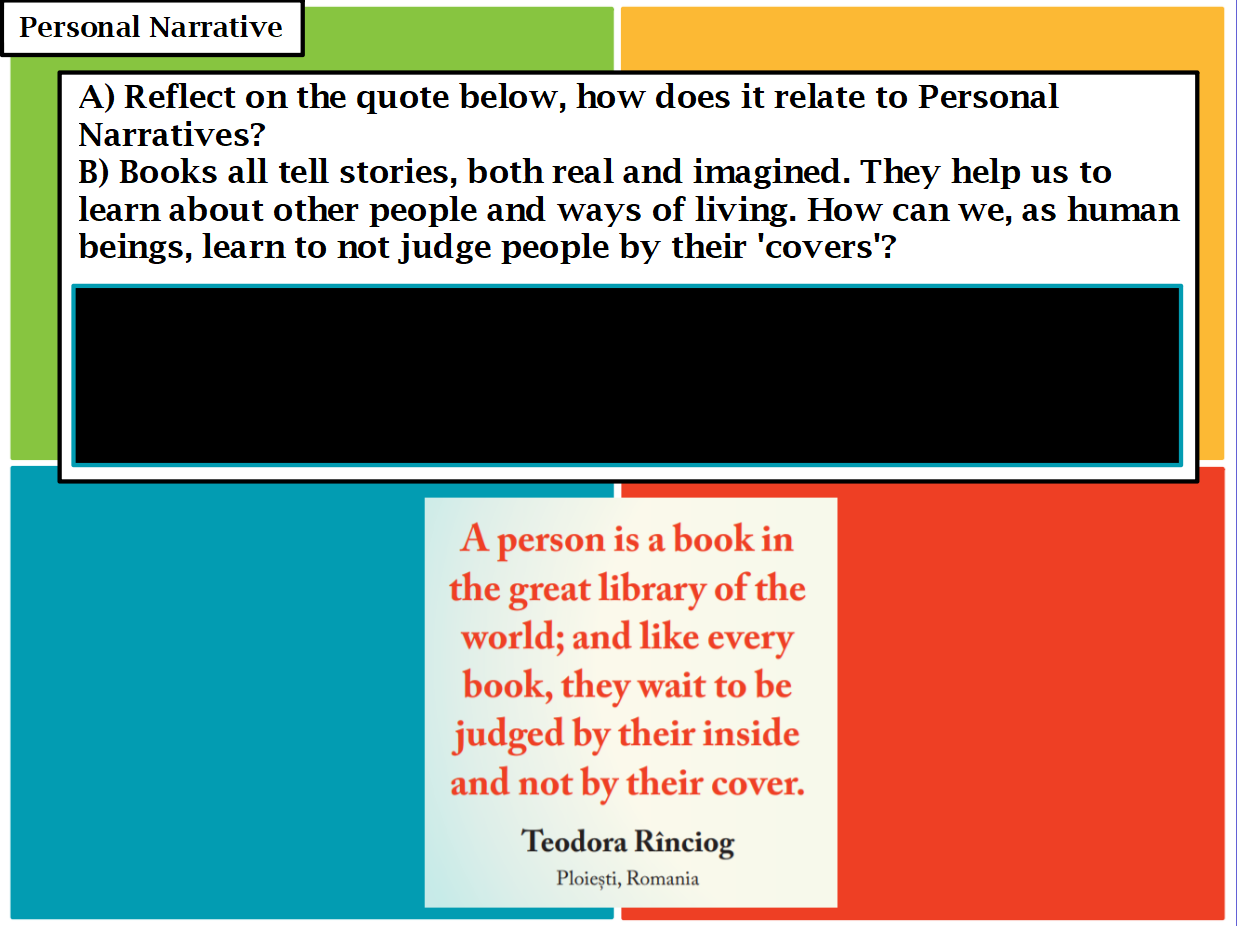 Personal Narrative
A) Reflect on the quote below, how does it relate to Personal
Narratives?
B) Books all tell stories, both real and imagined. They help us to
learn about other people and ways of living. How can we, as human
beings, learn to not judge people by their 'covers'?
A person is a book in
the great library of the
world; and like every
book, they wait to be
judged by their inside
and not by their cover.
Teodora Rînciog
Ploiești, Romania